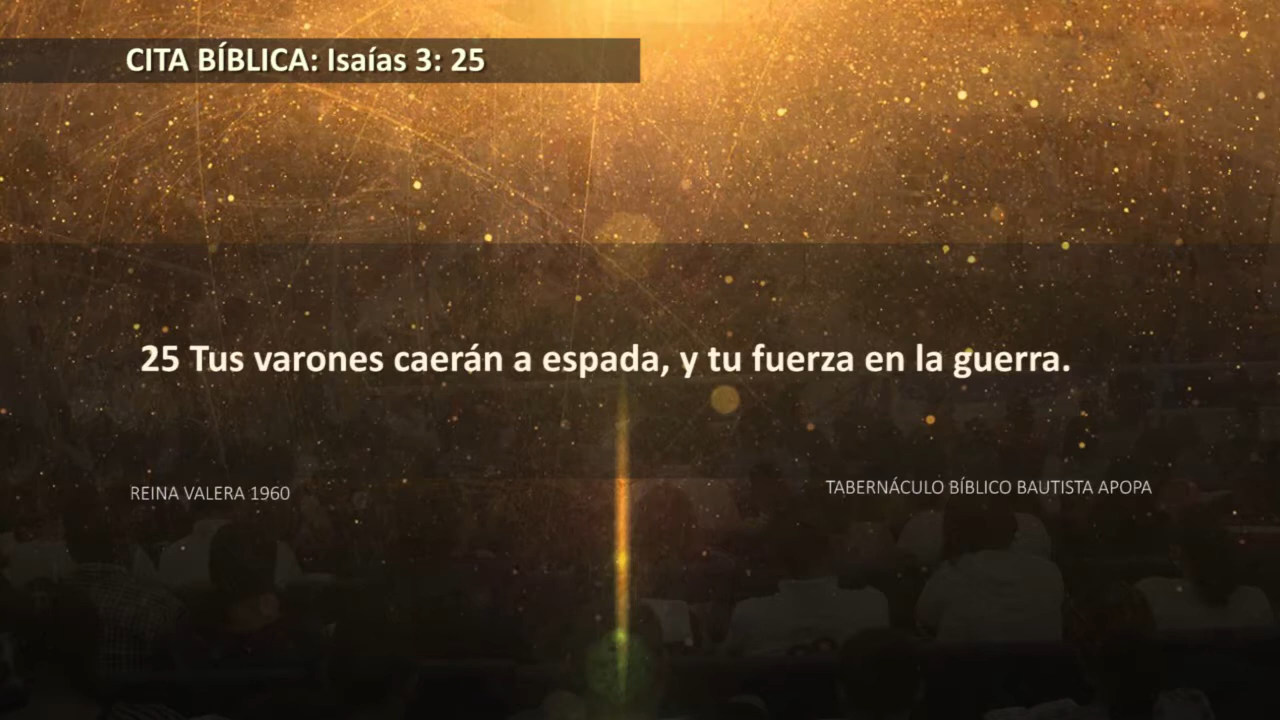 CITA BÍBLICA: Isaías 3: 25
25 Tus varones caerán a espada, y tu fuerza en la guerra.
REINA VALERA 1960
TABERNÁCULO BÍBLICO BAUTISTA APOPA